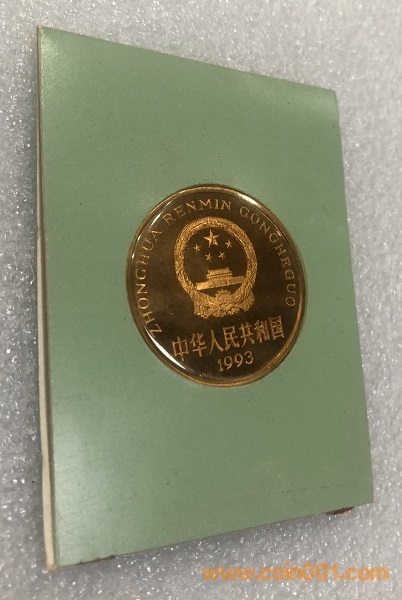 ZHONGHUA RENMIN GONGHEGUO
中华人民共和国
1993
www.coin001.com